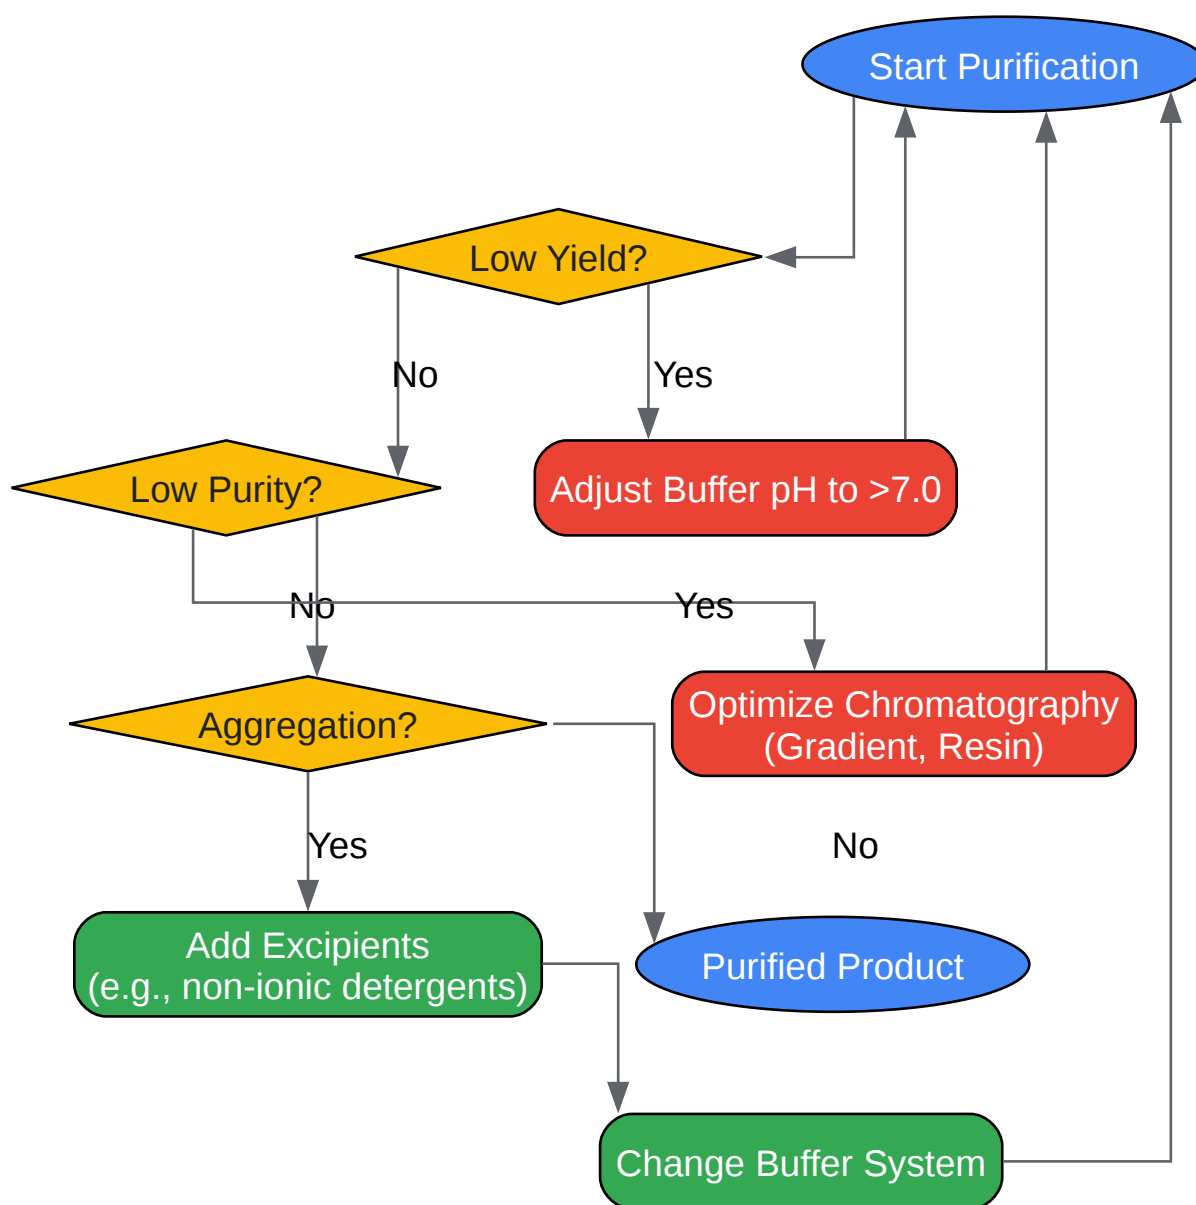 Start Purification
Low Yield?
No
Yes
Low Purity?
Adjust Buffer pH to >7.0
No
Yes
Optimize Chromatography
(Gradient, Resin)
Aggregation?
Yes
No
Add Excipients
(e.g., non-ionic detergents)
Purified Product
Change Buffer System